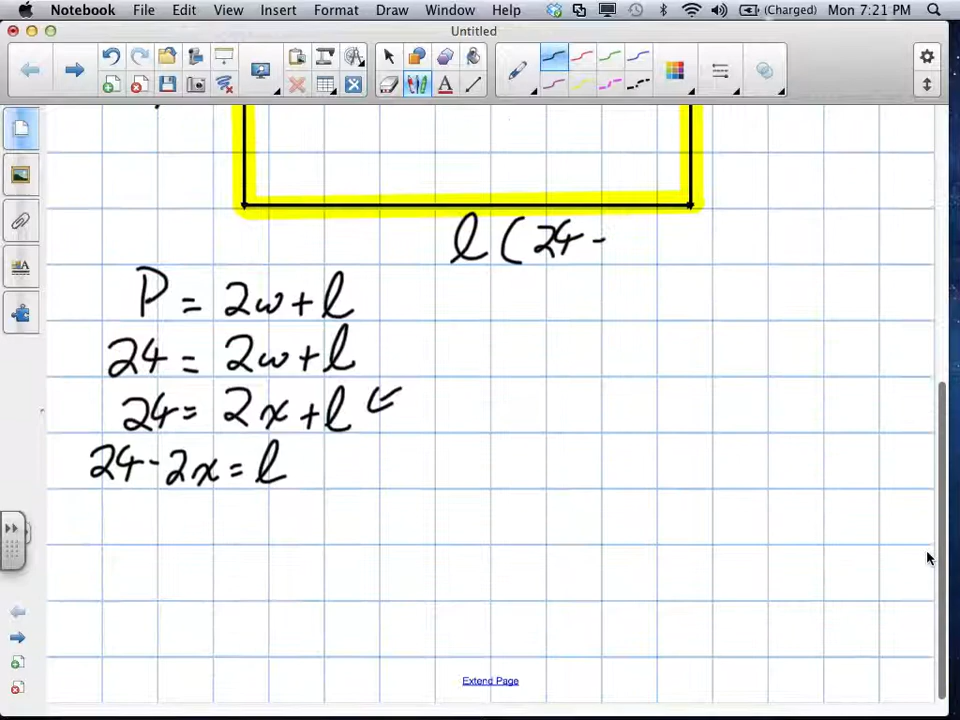 Notebook File Edit View Insert Format Draw Window Help (Charged) Mon 7:21 PM
Untitled
A
l (24 -
P = 2w + l
24 = 2w + l
24 = 2x + l
24 - 2x = l
Extend Page